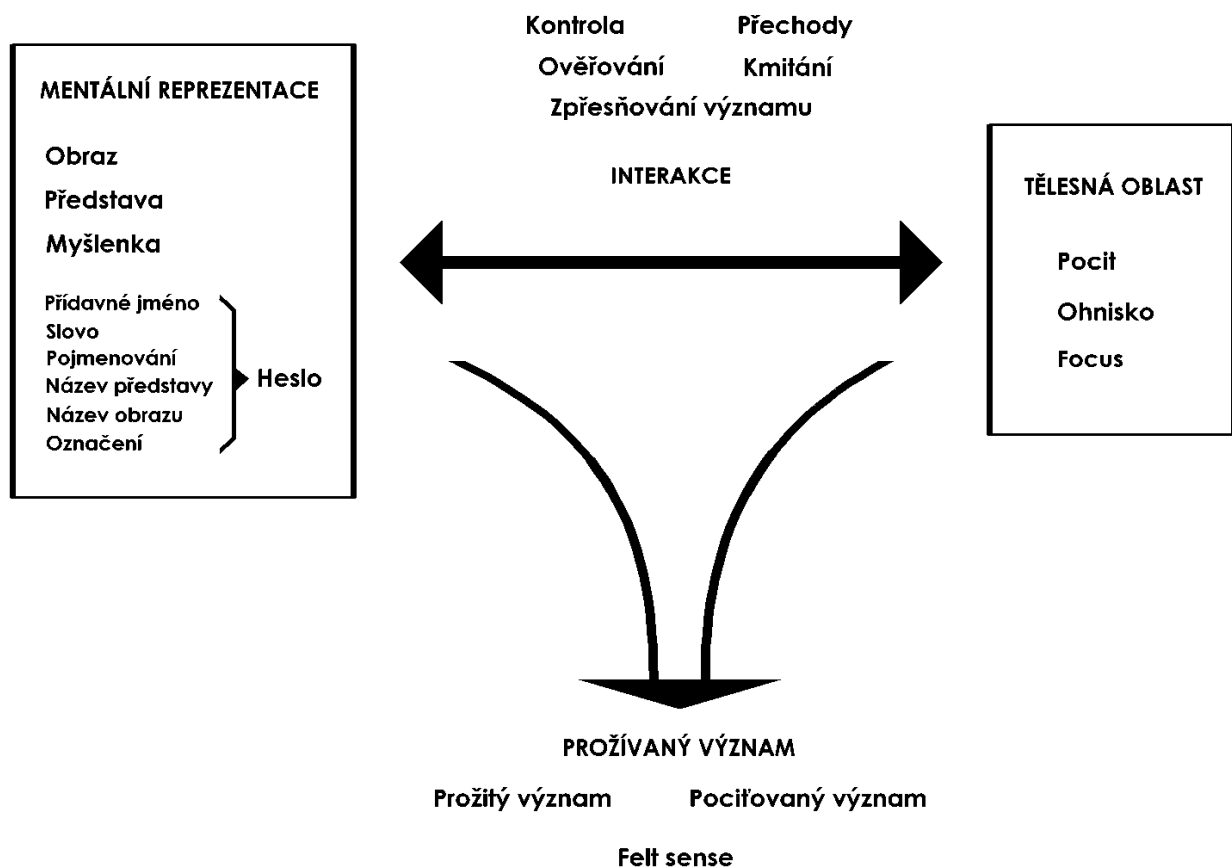 Kontrola Přechody
Ověřování Kmitání
Zpřesňování významu
INTERAKCE
MENTÁLNÍ REPREZENTACE
Obraz
Představa
Myšlenka
Přídavné jméno
Slovo
Pojmenování
Název představy
Název obrazu
Označení
Heslo
TĚLESNÁ OBLAST
Pocit
Ohnisko
Focus
PROŽÍVANÝ VÝZNAM
Prožitý význam Pociťovaný význam
Felt sense